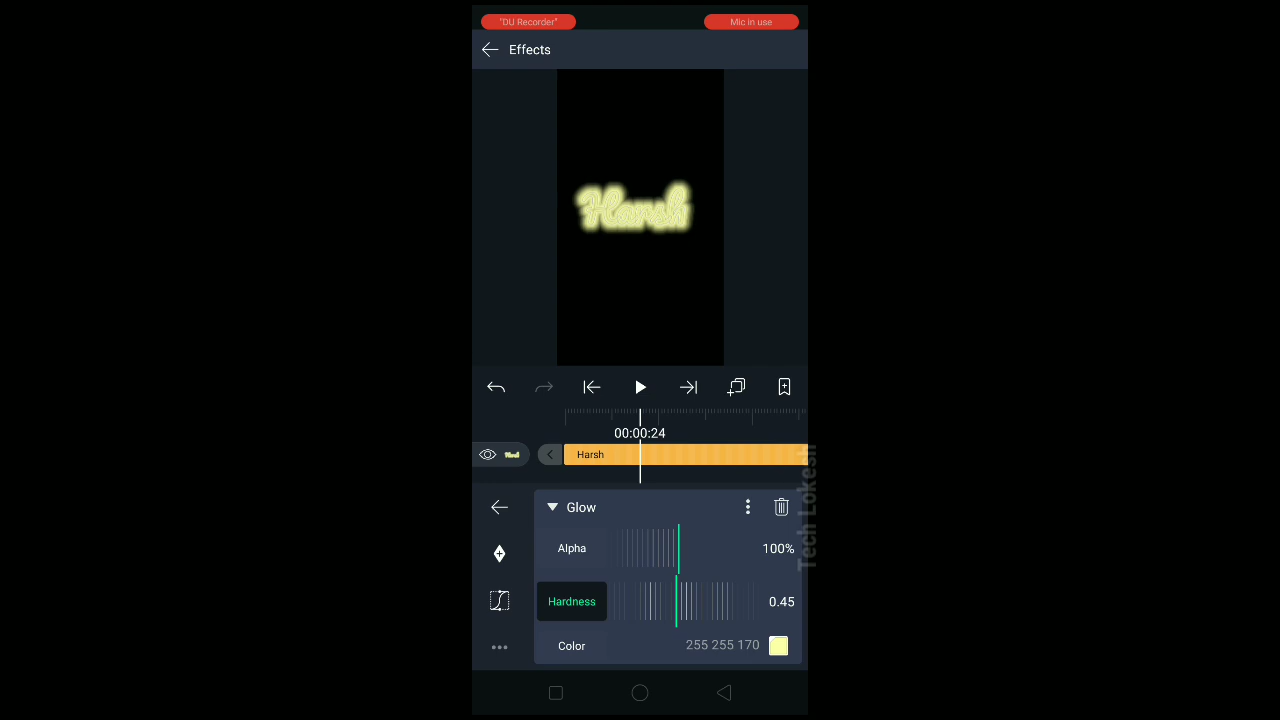 "DU Recorder"
Mic in use
Effects
Harsh
00:00:24
Harsh
Harsh
Glow
Alpha
100%
Hardness
0.45
Color
255 255 170
Tech Lokesh